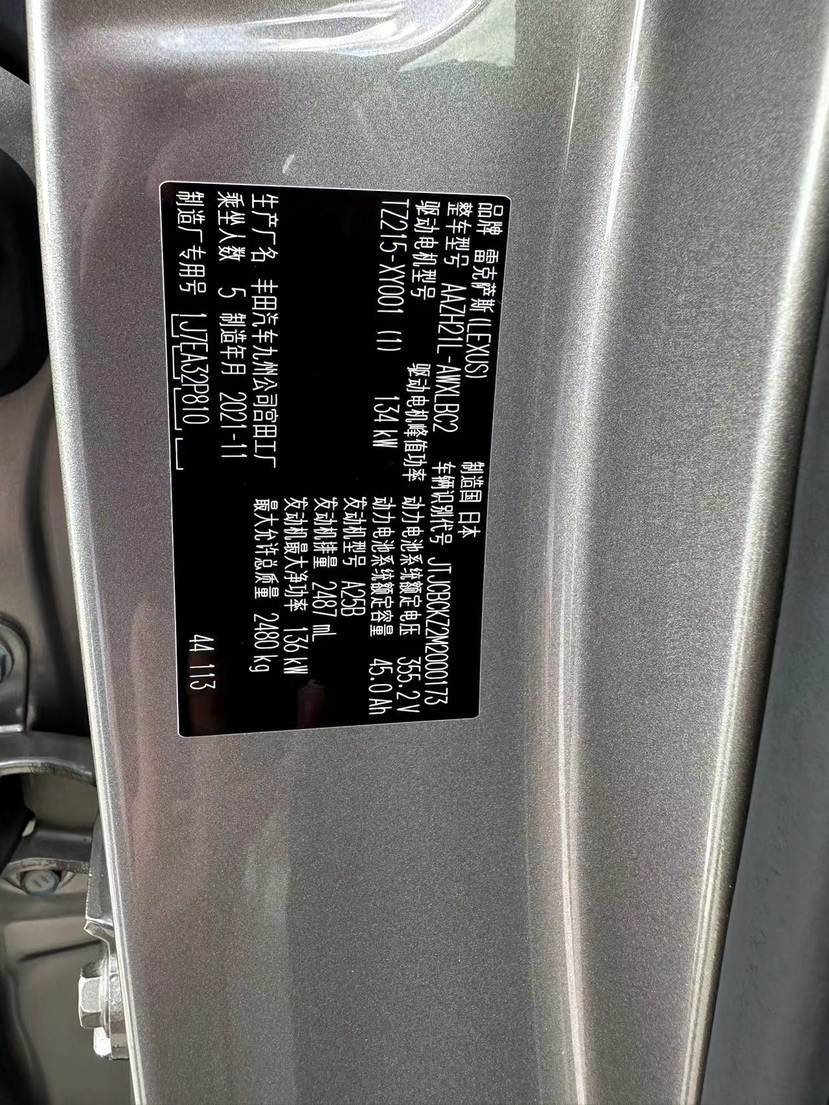 品牌 雷克萨斯(LEXUS) 制造国 日本
整车型号 AAZH21L-AWXLBG2 车辆识别代号 JTJCBCKZ2M2000173
驱动电机型号 驱动电机峰值功率 动力电池系统额定电压 355.2 V
TZ215-XY001 (1) 134 kW 动力电池系统额定容量 45.0 Ah
发动机型号 A25B
发动机排量 2487 mL
发动机最大净功率 136 kW
生产厂名 丰田汽车九州公司宫田工厂 最大允许总质量 2480 kg
乘坐人数 5 制造年月 2021-11
制造厂专用号 1J7EA32P810 44 113